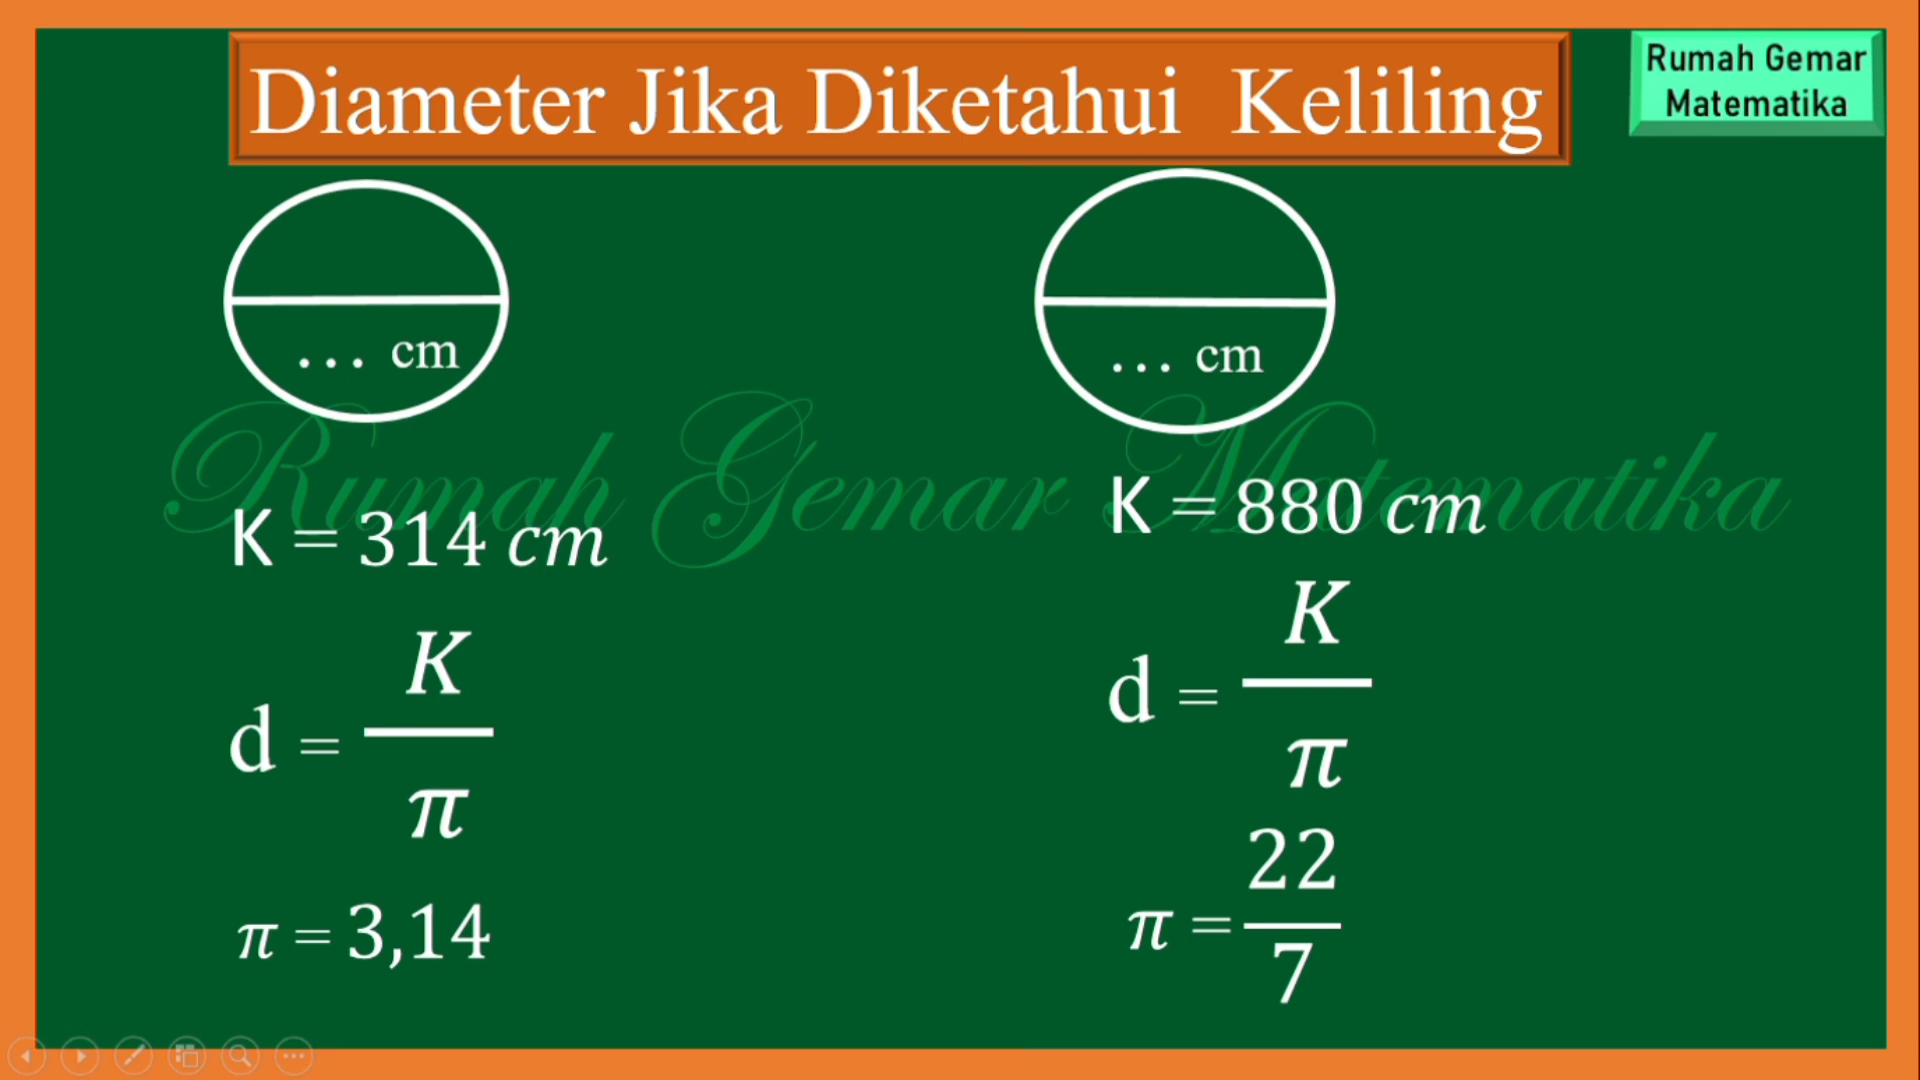 Diameter Jika Diketahui Keliling
Rumah Gemar
Matematika
... cm
... cm
Rumah Gemar Matematika
K = 314 cm
d = K
π
π = 3,14
K = 880 cm
d = K
π
π = 22
7